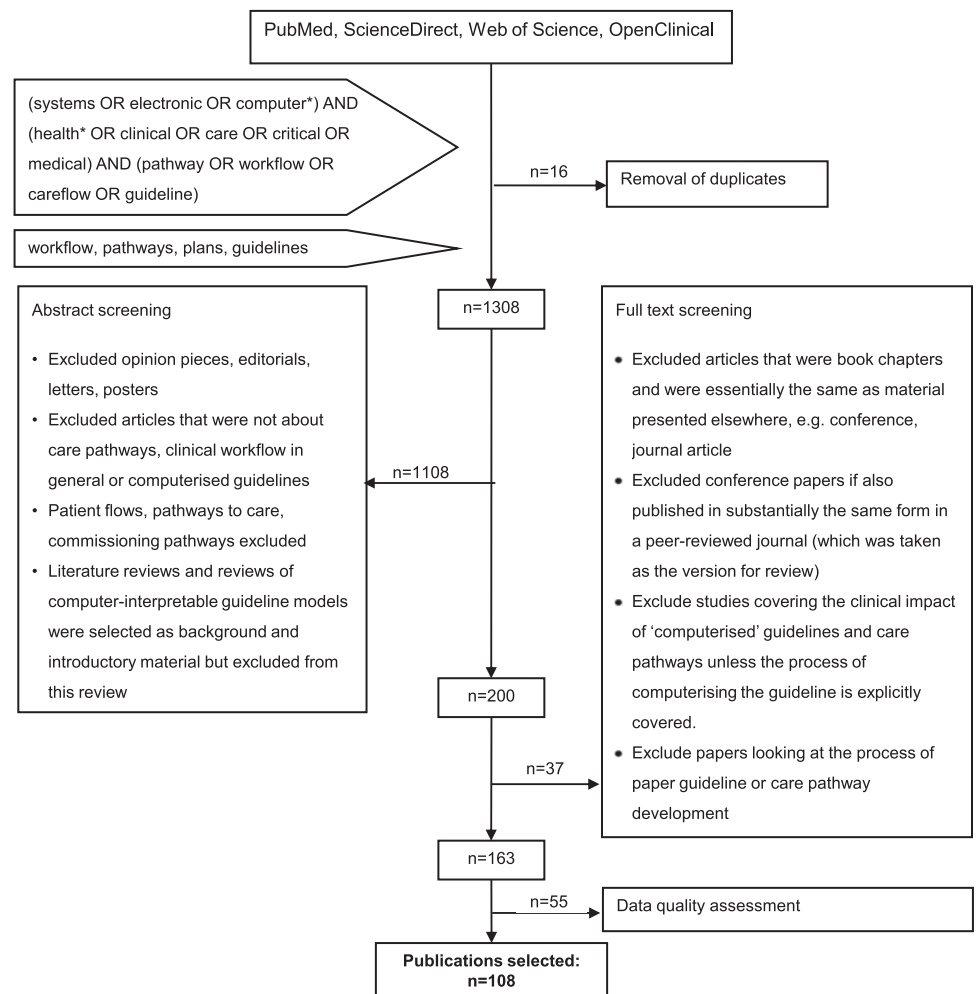 PubMed, ScienceDirect, Web of Science, OpenClinical
(systems OR electronic OR computer*) AND
(health* OR clinical OR care OR critical OR
medical) AND (pathway OR workflow OR
careflow OR guideline)
n=16
Removal of duplicates
workflow, pathways, plans, guidelines
n=1308
Abstract screening
• Excluded opinion pieces, editorials,
letters, posters
• Excluded articles that were not about
care pathways, clinical workflow in
general or computerised guidelines
• Patient flows, pathways to care,
commissioning pathways excluded
• Literature reviews and reviews of
computer-interpretable guideline models
were selected as background and
introductory material but excluded from
this review
n=1108
Full text screening
• Excluded articles that were book chapters
and were essentially the same as material
presented elsewhere, e.g. conference,
journal article
• Excluded conference papers if also
published in substantially the same form in
a peer-reviewed journal (which was taken
as the version for review)
• Exclude studies covering the clinical impact
of ‘computerised’ guidelines and care
pathways unless the process of
computerising the guideline is explicitly
covered.
• Exclude papers looking at the process of
paper guideline or care pathway
development
n=200
n=37
n=163
n=55
Data quality assessment
Publications selected:
n=108